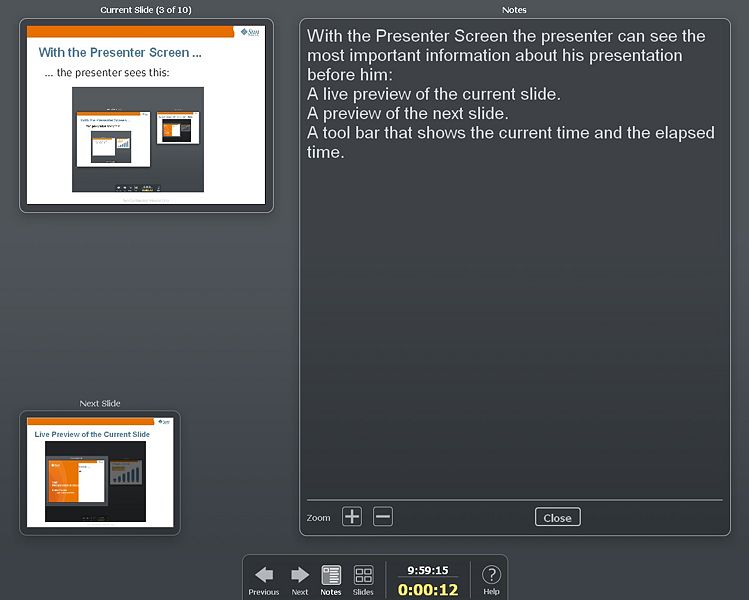 Current Slide (3 of 10)
Sun
With the Presenter Screen ...
... the presenter sees this:
Notes
With the Presenter Screen the presenter can see the
most important information about his presentation
before him:
A live preview of the current slide.
A preview of the next slide.
A tool bar that shows the current time and the elapsed
time.
Next Slide
Sun
Live Preview of the Current Slide
Zoom
Close
Previous
Next
Notes
Slides
9:59:15
0:00:12
Help